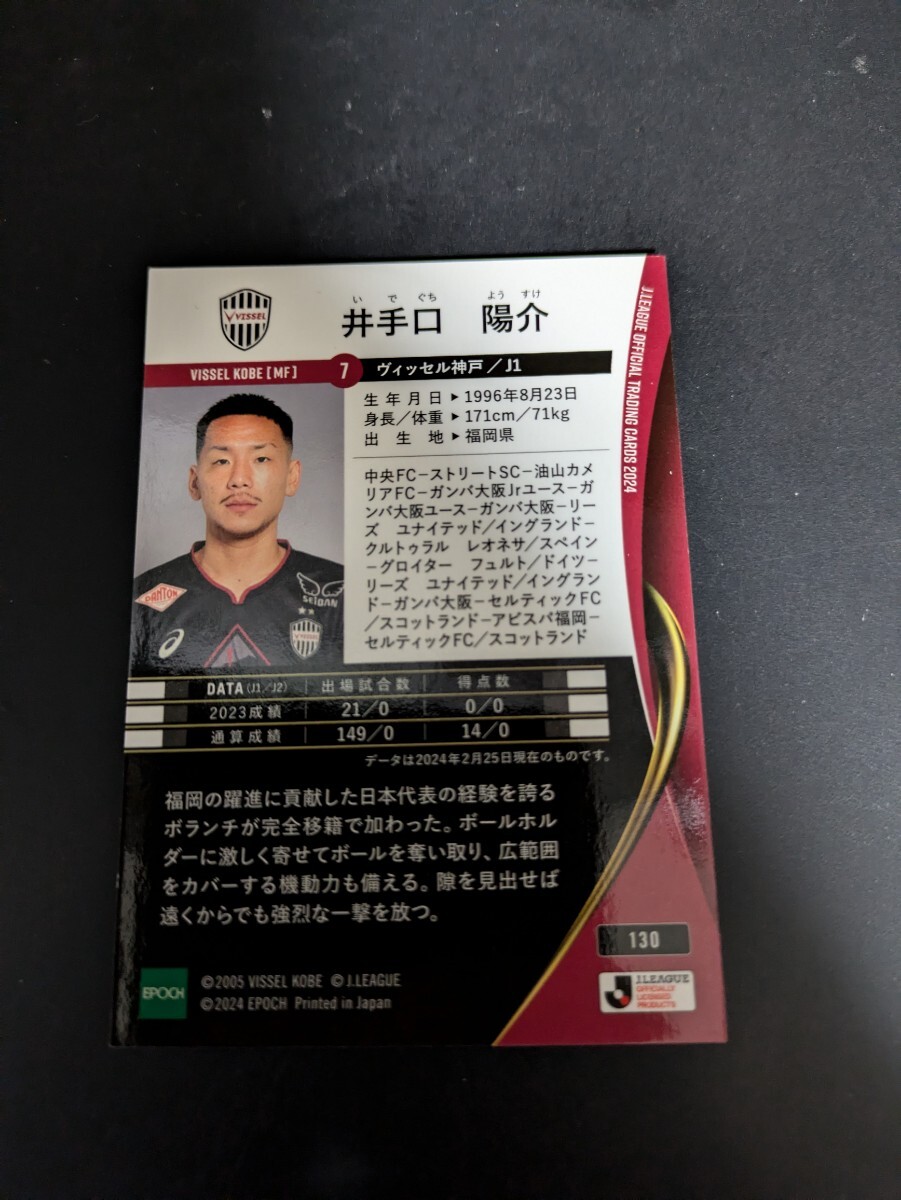 い で ぐち よう すけ
井手口 陽介
VISSEL
VISSEL KOBE [MF] 7 ヴィッセル神戸／J1
生年月日▶1996年8月23日
身長／体重▶171cm／71kg
出生地▶福岡県
中央FC−ストリートSC−油山カメ
リアFC−ガンバ大阪Jrユース−ガ
ンバ大阪ユース−ガンバ大阪−リー
ズ ユナイテッド/イングランド−
クルトゥラル レオネサ/スペイン
−グロイター フュルト/ドイツ−
リーズ ユナイテッド/イングラン
ド−ガンバ大阪−セルティックFC
/スコットランド−アビスパ福岡−
セルティックFC/スコットランド
DANTON
SEIBAN
DATA(J1／J2) 出場試合数 得点数
2023成績 21／0 0／0
通算成績 149／0 14／0
データは2024年2月25日現在のものです。
福岡の躍進に貢献した日本代表の経験を誇る
ボランチが完全移籍で加わった。ボールホル
ダーに激しく寄せてボールを奪い取り、広範囲
をカバーする機動力も備える。隙を見出せば
遠くからでも強烈な一撃を放つ。
J.LEAGUE OFFICIAL TRADING CARDS 2024
130
EPOCH
©2005 VISSEL KOBE ©J.LEAGUE
©2024 EPOCH Printed in Japan
J.LEAGUE
OFFICIALLY
LICENSED
PRODUCTS